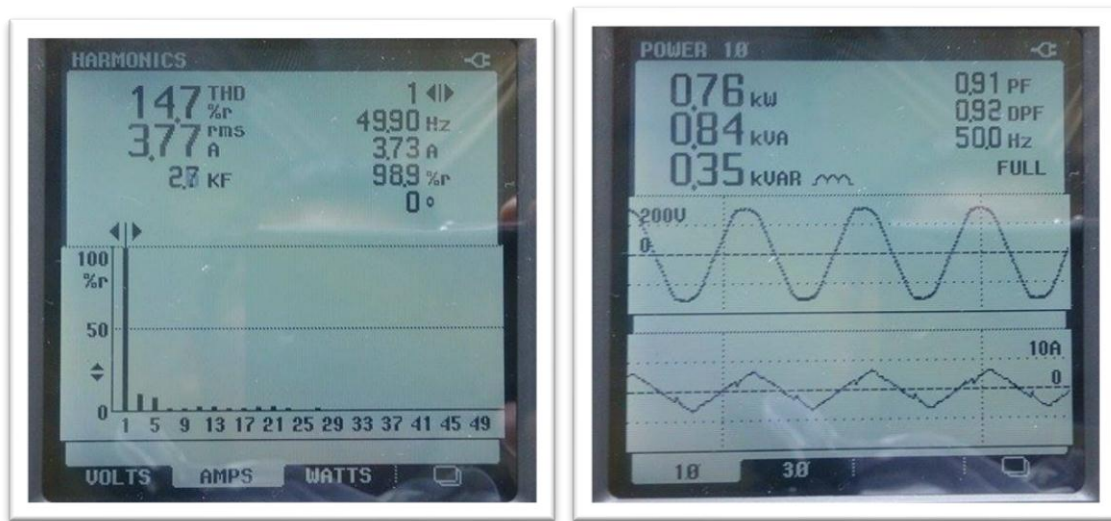 HARMONICS
14.7 THD %r
3.77 rms A
KF
1
49.90 Hz
3.73 A
98.9 %r
0 °
100
%r
50
0
1 5 9 13 17 21 25 29 33 37 41 45 49
VOLTS AMPS WATTS
POWER 1Ø
0.76 kW
0.84 kVA
0.35 kVAR
0.91 PF
0.92 DPF
50.0 Hz
FULL
200V
0
10A
0
1Ø 3Ø